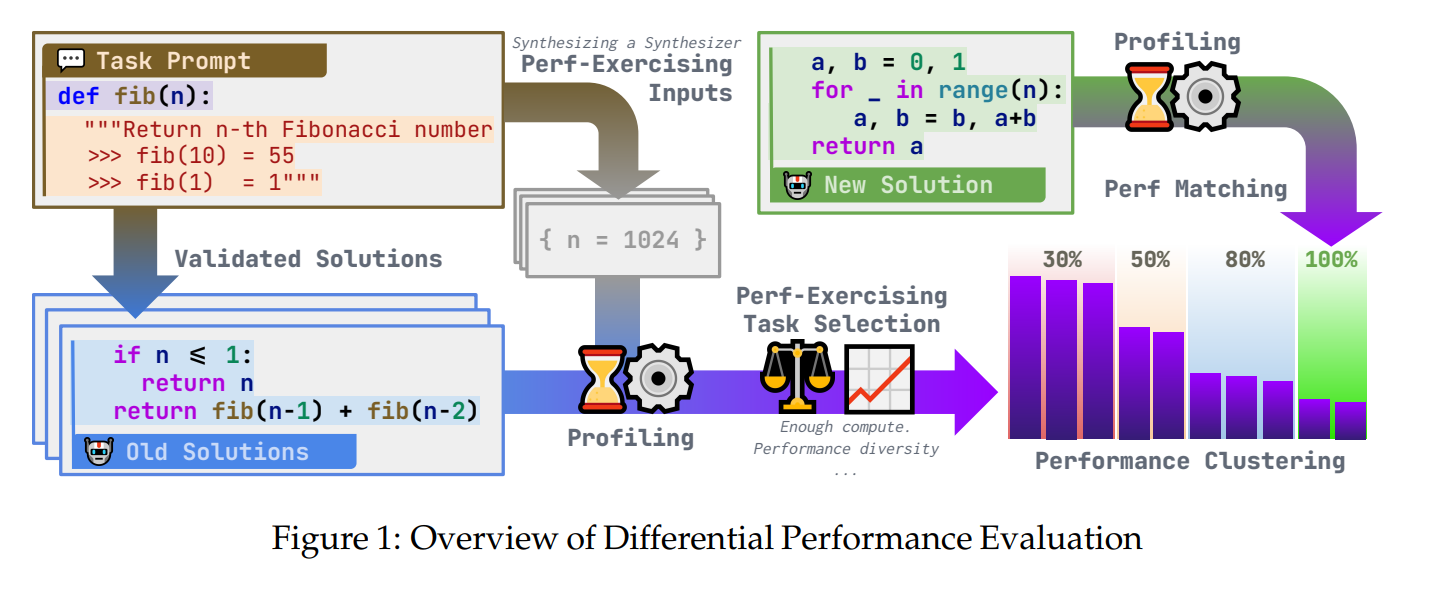 Task Prompt
def fib(n):
"""Return n-th Fibonacci number
>>> fib(10) = 55
>>> fib(1)  = 1"""
Synthesizing a Synthesizer
Perf-Exercising
Inputs
{ n = 1024 }
Validated Solutions
if n <= 1:
return n
return fib(n-1) + fib(n-2)
Old Solutions
Profiling
Perf-Exercising
Task Selection
Enough compute.
Performance diversity
...
a, b = 0, 1
for _ in range(n):
a, b = b, a+b
return a
New Solution
Profiling
Perf Matching
30% 50% 80% 100%
Performance Clustering
Figure 1: Overview of Differential Performance Evaluation